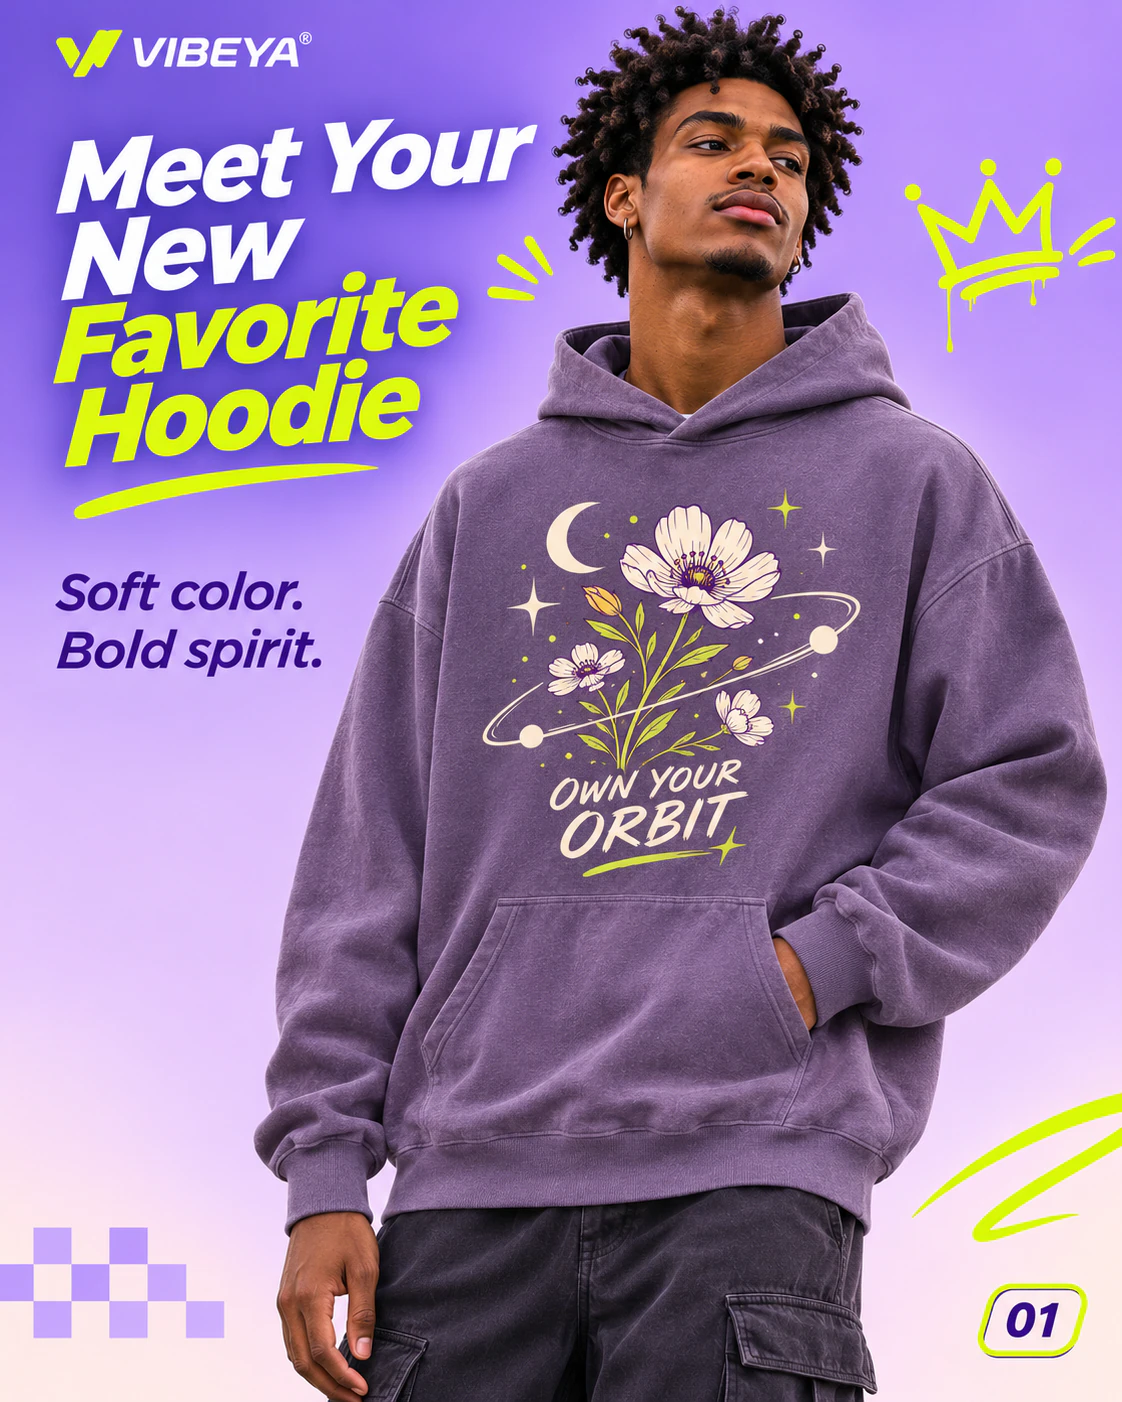 VIBEYA®
Meet Your
New
Favorite
Hoodie
Soft color.
Bold spirit.
OWN YOUR
ORBIT
01